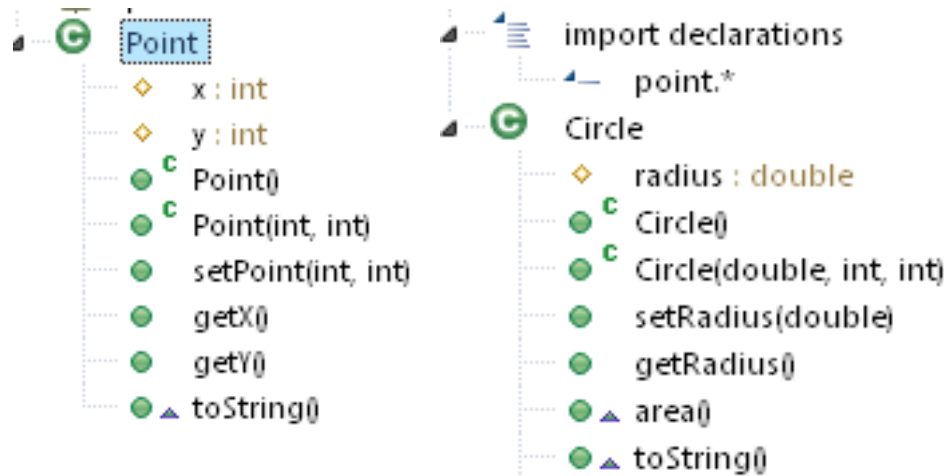 Point
x : int
y : int
C Point()
C Point(int, int)
setPoint(int, int)
getX()
getY()
toString()
import declarations
point.*
C Circle
radius : double
C Circle()
C Circle(double, int, int)
setRadius(double)
getRadius()
area()
toString()